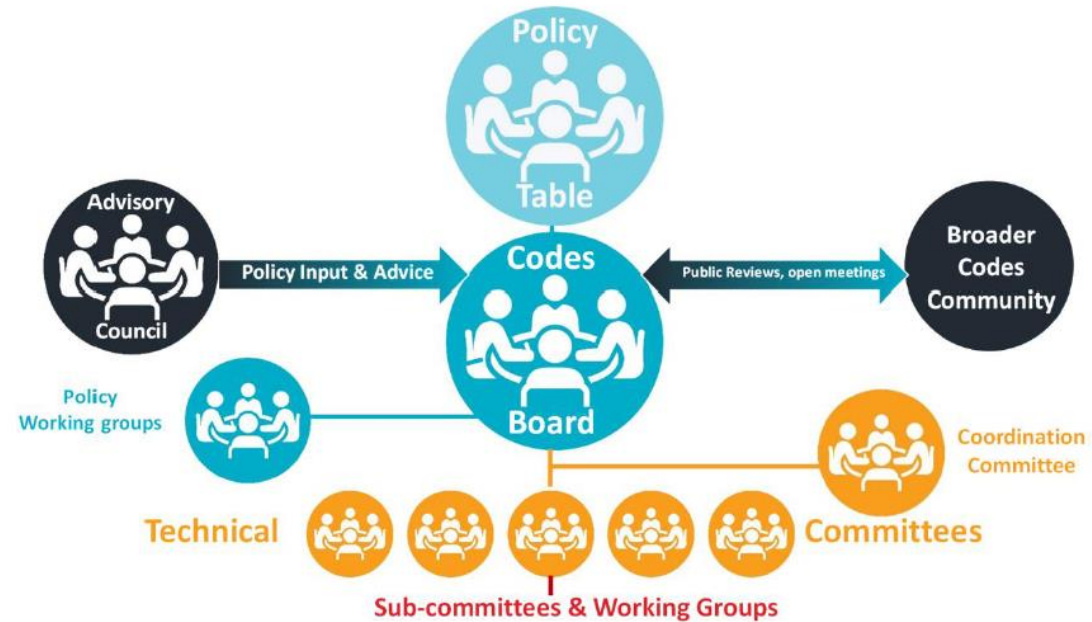 Policy
Table
Advisory
Council
Policy Input & Advice
Codes
Board
Public Reviews, open meetings
Broader
Codes
Community
Policy
Working groups
Coordination
Committee
Technical
Committees
Sub-committees & Working Groups